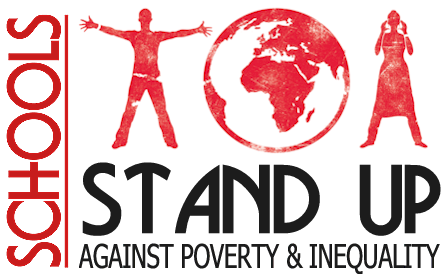 SCHOOLS
STAND UP
AGAINST POVERTY & INEQUALITY